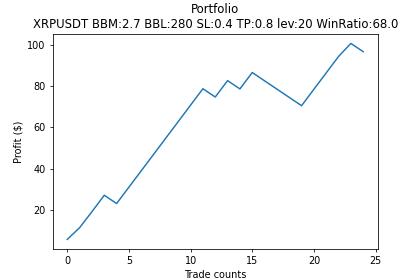 Portfolio
XRPUSDT BBM:2.7 BBL:280 SL:0.4 TP:0.8 lev:20 WinRatio:68.0
100
80
60
40
20
Profit ($)
0 5 10 15 20 25
Trade counts